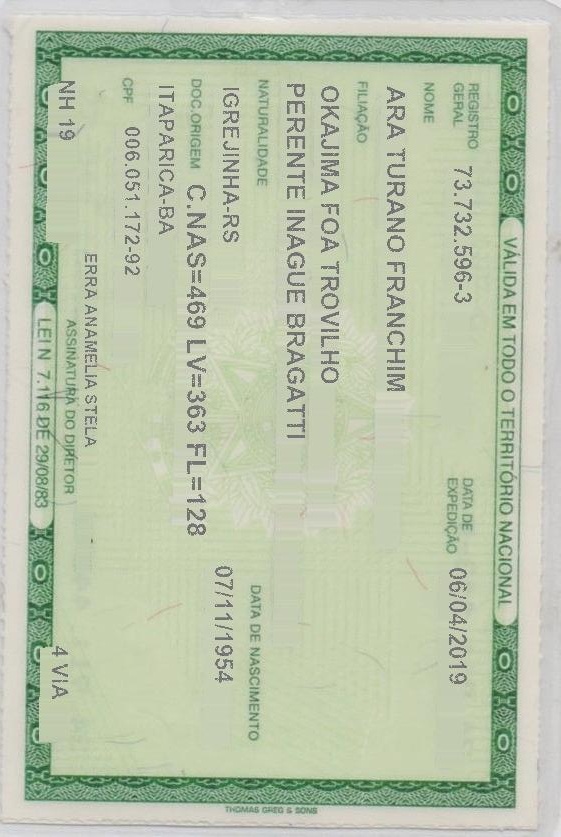 VÁLIDA EM TODO O TERRITÓRIO NACIONAL
REGISTRO GERAL 73.732.596-3 DATA DE EXPEDIÇÃO 06/04/2019
NOME
ARA TURANO FRANCHIM
FILIAÇÃO
OKAJIMA FOA TROVILHO
PERENTE INAGUE BRAGATTI
NATURALIDADE DATA DE NASCIMENTO
IGREJINHA-RS 07/11/1954
DOC.ORIGEM C.NAS=469 LV=363 FL=128
ITAPARICA-BA
CPF 006.051.172-92
ERRA ANAMELIA STELA
NH 19 ASSINATURA DO DIRETOR 4 VIA
LEI N 7.116 DE 29/08/83
THOMAS GREG & SONS